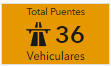 Total Puentes
36
Vehiculares